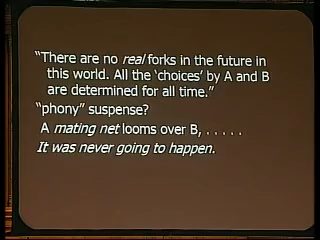 “There are no real forks in the future in
this world. All the ‘choices’ by A and B
are determined for all time.”
“phony” suspense?
A mating net looms over B, . . . . .
It was never going to happen.